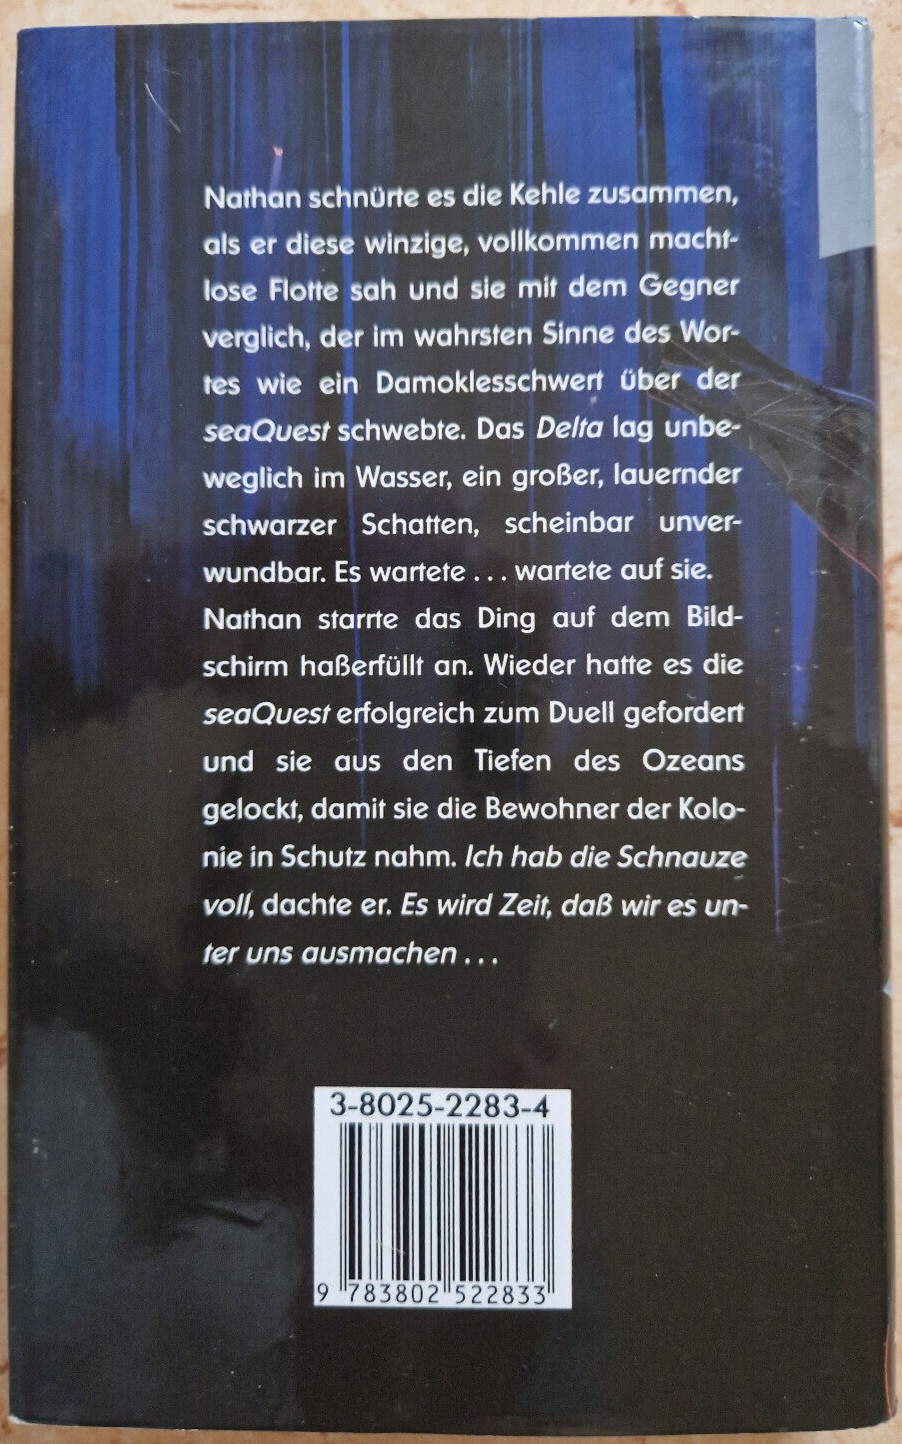 Nathan schnürte es die Kehle zusammen,
als er diese winzige, vollkommen macht-
lose Flotte sah und sie mit dem Gegner
verglich, der im wahrsten Sinne des Wor-
tes wie ein Damoklesschwert über der
seaQuest schwebte. Das Delta lag unbe-
weglich im Wasser, ein großer, lauernder
schwarzer Schatten, scheinbar unver-
wundbar. Es wartete . . . wartete auf sie.
Nathan starrte das Ding auf dem Bild-
schirm haßerfüllt an. Wieder hatte es die
seaQuest erfolgreich zum Duell gefordert
und sie aus den Tiefen des Ozeans
gelockt, damit sie die Bewohner der Kolo-
nie in Schutz nahm. Ich hab die Schnauze
voll, dachte er. Es wird Zeit, daß wir es un-
ter uns ausmachen . . .
3-8025-2283-4
9 783802 522833